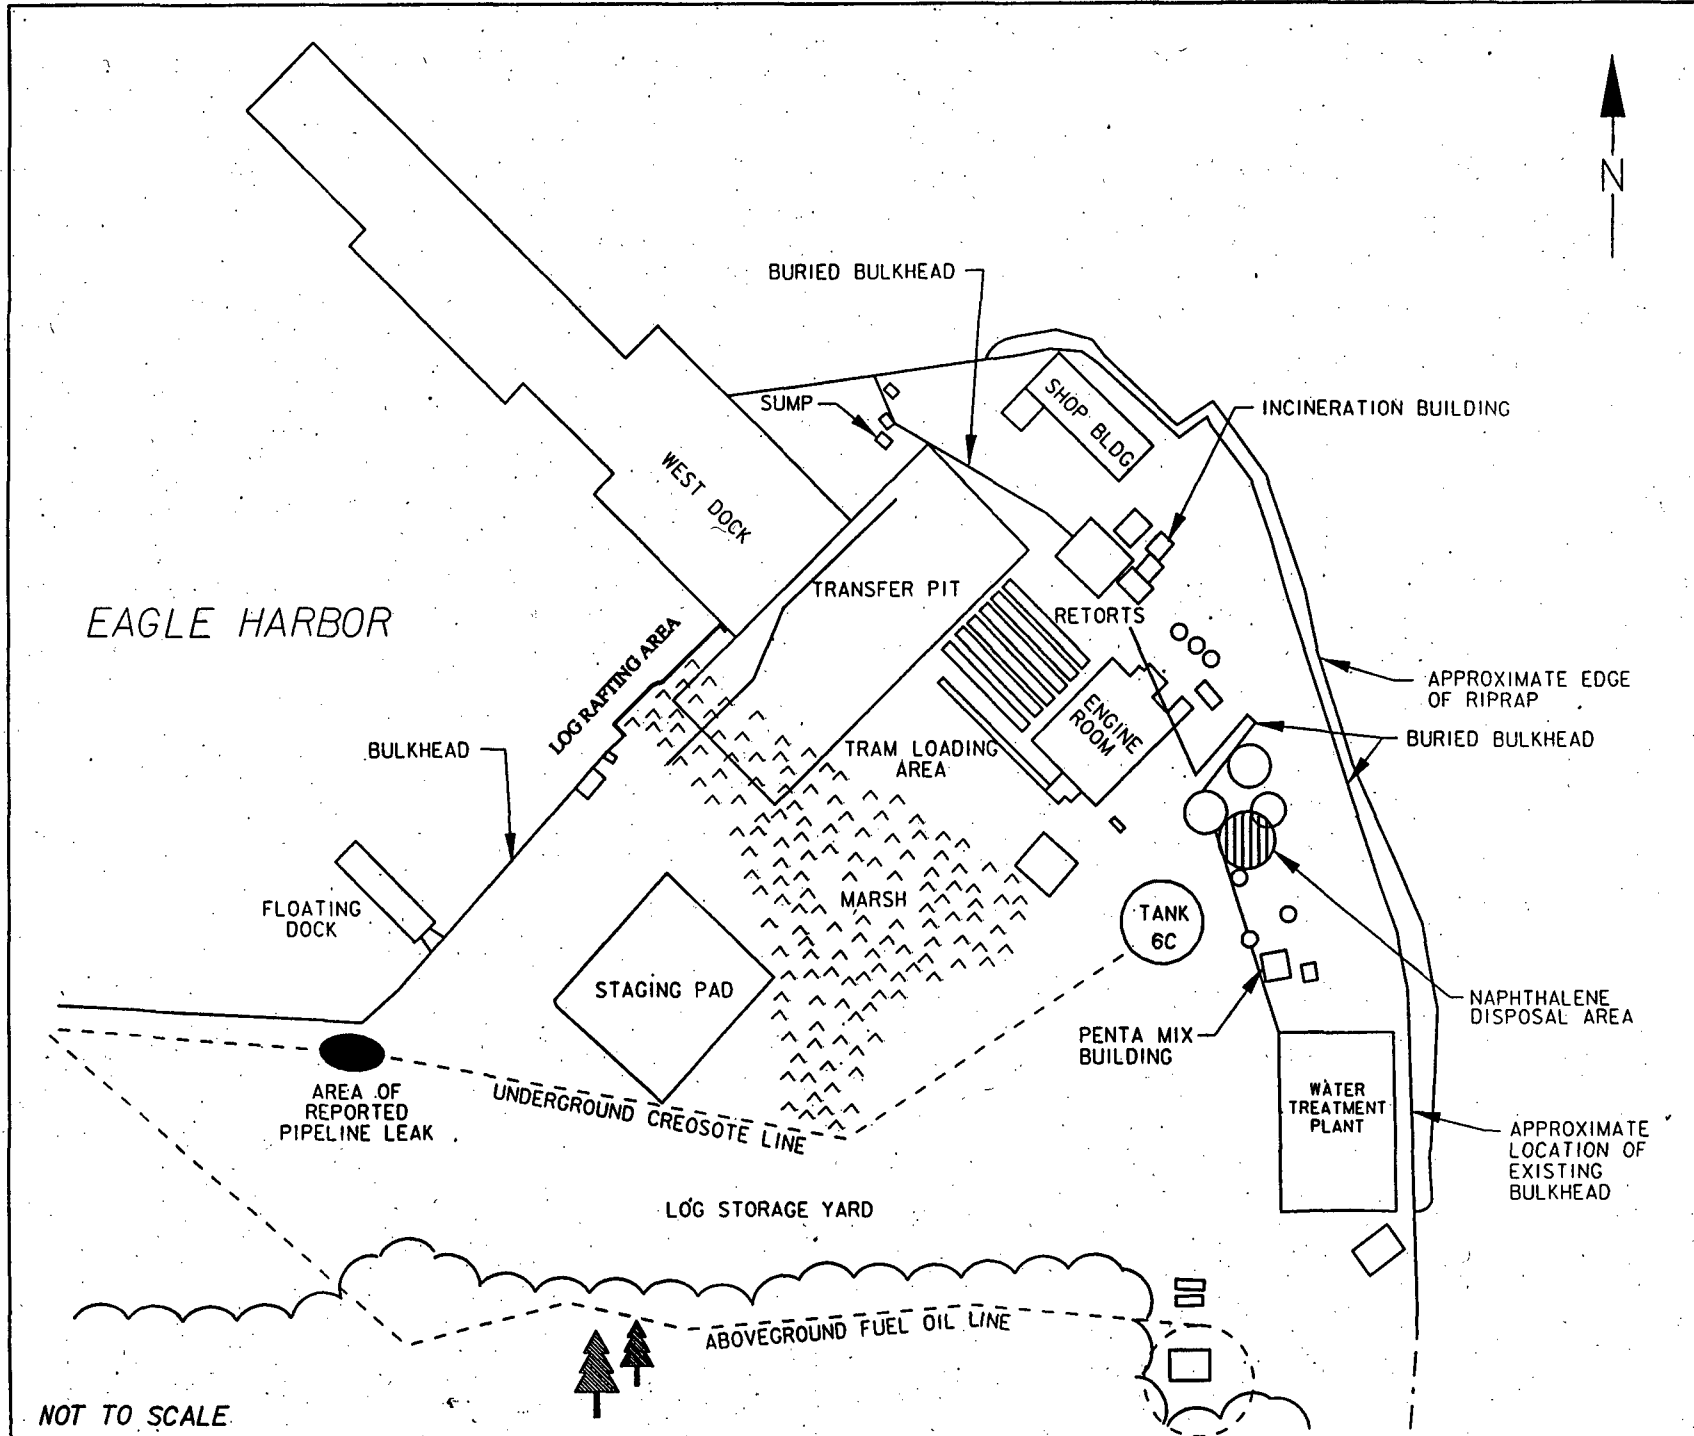 N
BURIED BULKHEAD
SUMP
SHOP BLDG
INCINERATION BUILDING
WEST DOCK
EAGLE HARBOR
TRANSFER PIT
RETORTS
LOG RAFTING AREA
APPROXIMATE EDGE
OF RIPRAP
BULKHEAD
ENGINE
ROOM
BURIED BULKHEAD
TRAM LOADING
AREA
FLOATING
DOCK
MARSH
TANK
6C
STAGING PAD
NAPHTHALENE
DISPOSAL AREA
PENTA MIX
BUILDING
AREA OF
REPORTED
PIPELINE LEAK
UNDERGROUND CREOSOTE LINE
WATER
TREATMENT
PLANT
APPROXIMATE
LOCATION OF
EXISTING
BULKHEAD
LOG STORAGE YARD
ABOVEGROUND FUEL OIL LINE
NOT TO SCALE